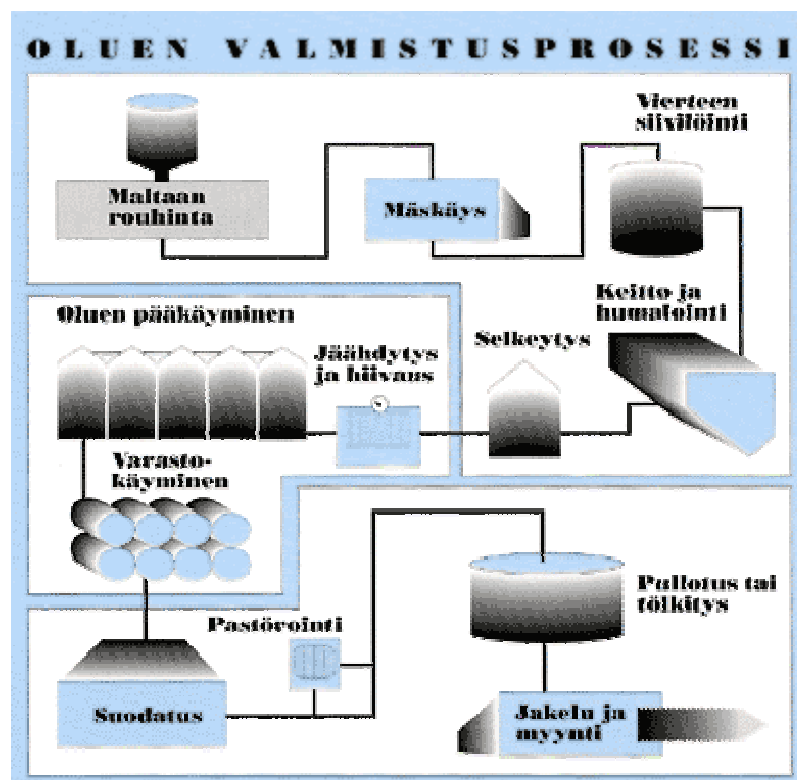 OLUEN VALMISTUSPROSESSI
Vierteen
siivilöinti
Maltaan
rouhinta
Mäskäys
Keitto ja
humalointi
Oluen pääkäyminen
Selkeytys
Jäähdytys
ja hiivaus
Varasto-
käyminen
Pullotus tai
tölkitys
Pastörointi
Suodatus
Jakelu ja
myynti